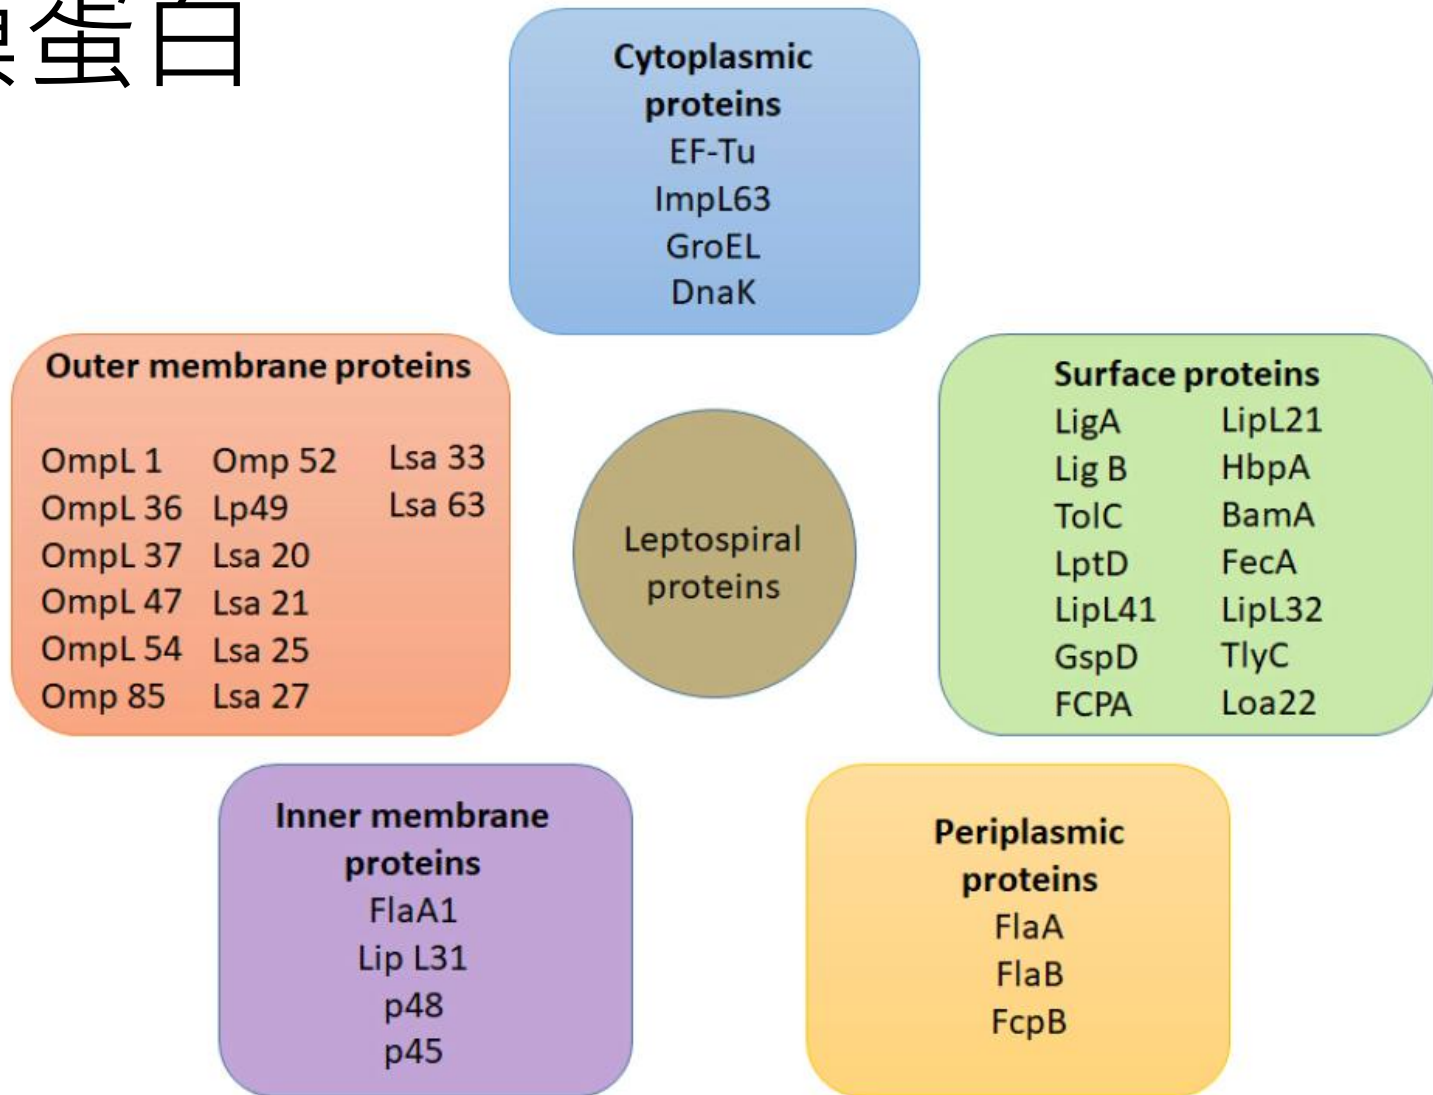 蛋白
Cytoplasmic
proteins
EF-Tu
ImpL63
GroEL
DnaK
Outer membrane proteins
OmpL 1 Omp 52 Lsa 33
OmpL 36 Lp49 Lsa 63
OmpL 37 Lsa 20
OmpL 47 Lsa 21
OmpL 54 Lsa 25
Omp 85 Lsa 27
Leptospiral
proteins
Surface proteins
LigA LipL21
Lig B HbpA
TolC BamA
LptD FecA
LipL41 LipL32
GspD TlyC
FCPA Loa22
Inner membrane
proteins
FlaA1
Lip L31
p48
p45
Periplasmic
proteins
FlaA
FlaB
FcpB